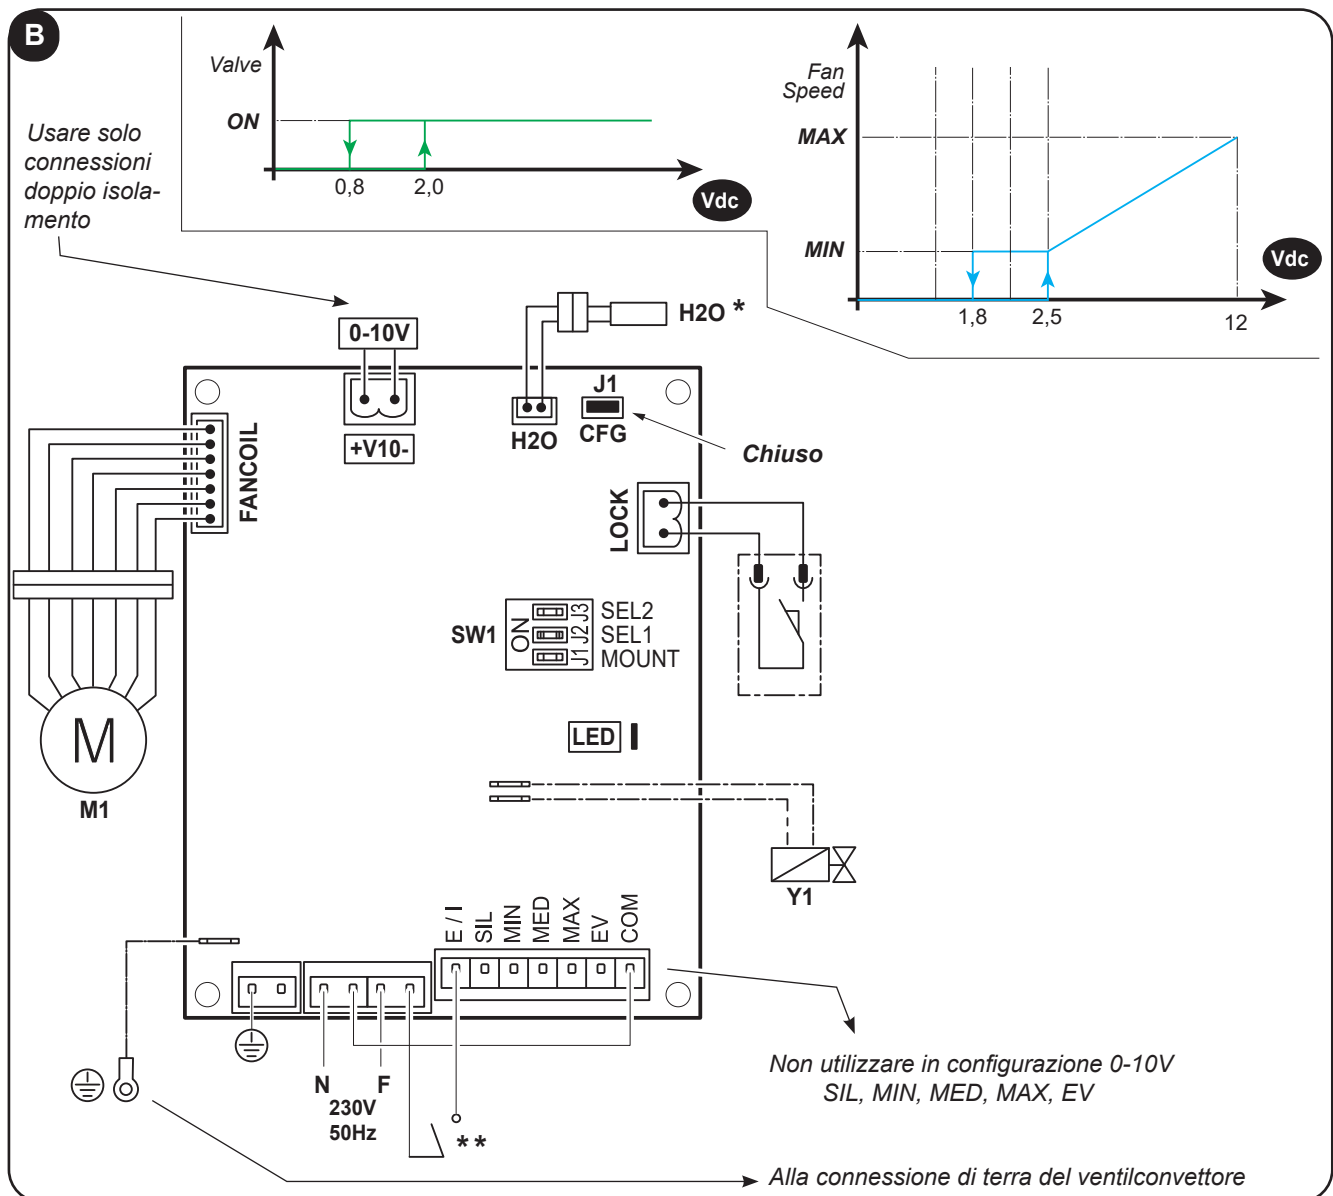 B
Valve
ON
0,8
2,0
Vdc
Fan
Speed
MAX
MIN
1,8
2,5
12
Vdc
Usare solo
connessioni
doppio isola-
mento
0-10V
+V10-
H2O *
H2O
J1
CFG
Chiuso
FANCOIL
LOCK
SW1
ON
J3 SEL2
J2 SEL1
J1 MOUNT
LED
M
M1
Y1
E / I
SIL
MIN
MED
MAX
EV
COM
N F
230V
50Hz
**
Non utilizzare in configurazione 0-10V
SIL, MIN, MED, MAX, EV
Alla connessione di terra del ventilconvettore